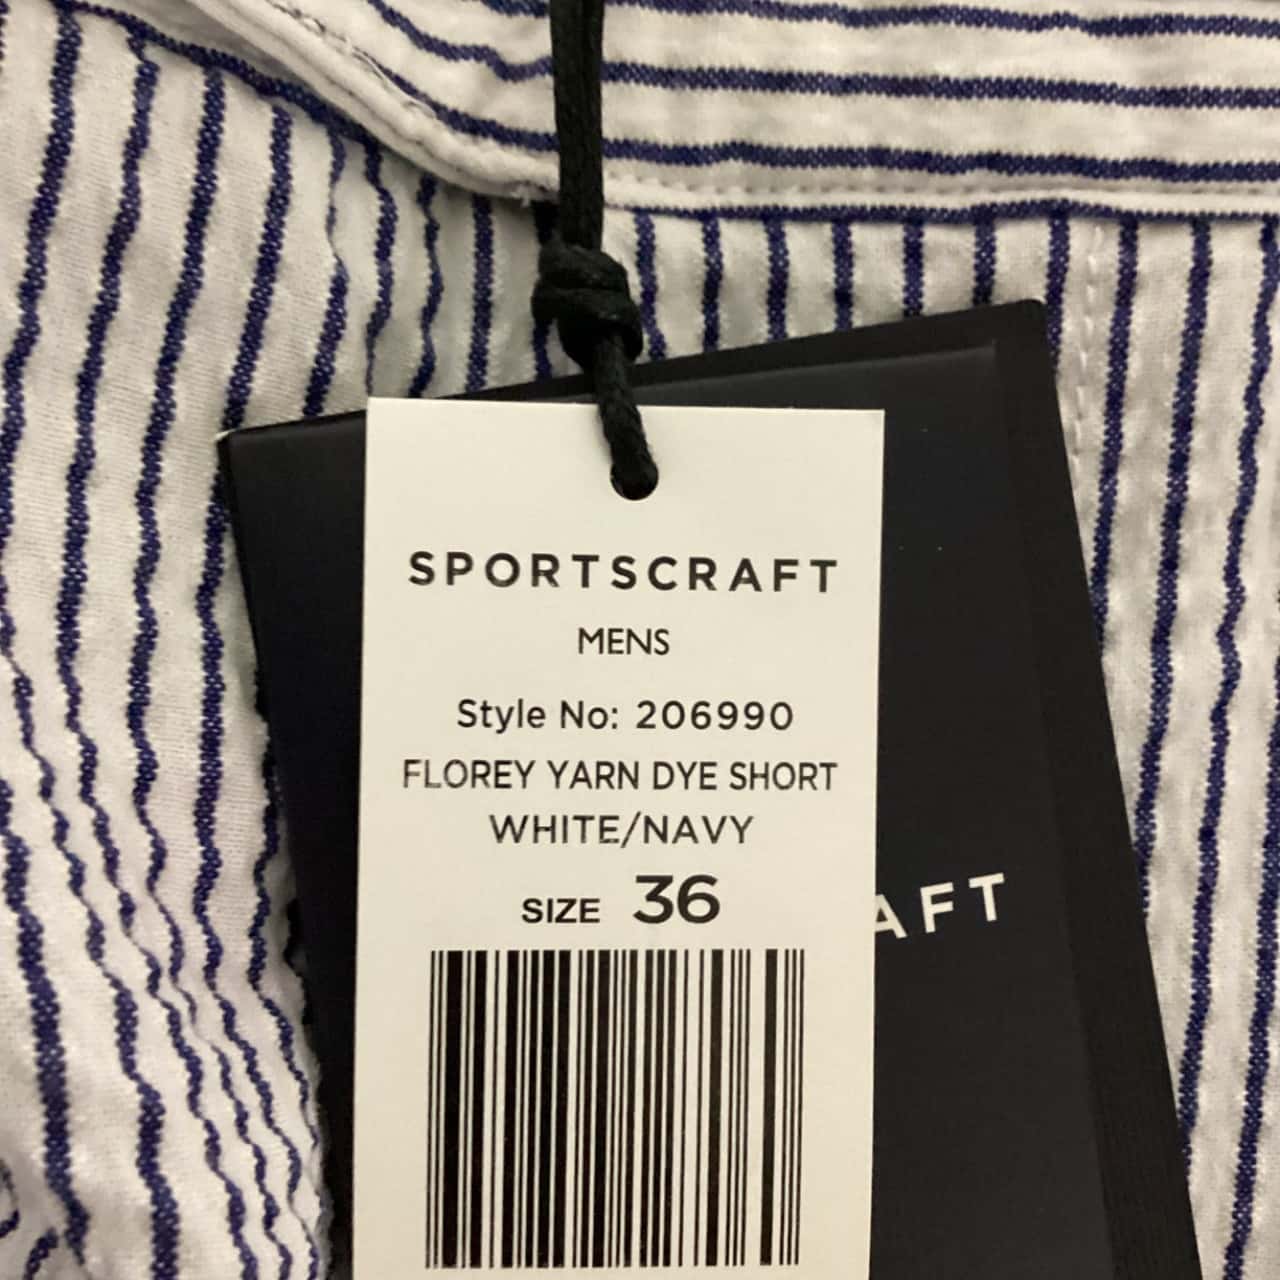 SPORTSCRAFT
MENS
Style No: 206990
FLOREY YARN DYE SHORT
WHITE/NAVY
SIZE 36
AFT